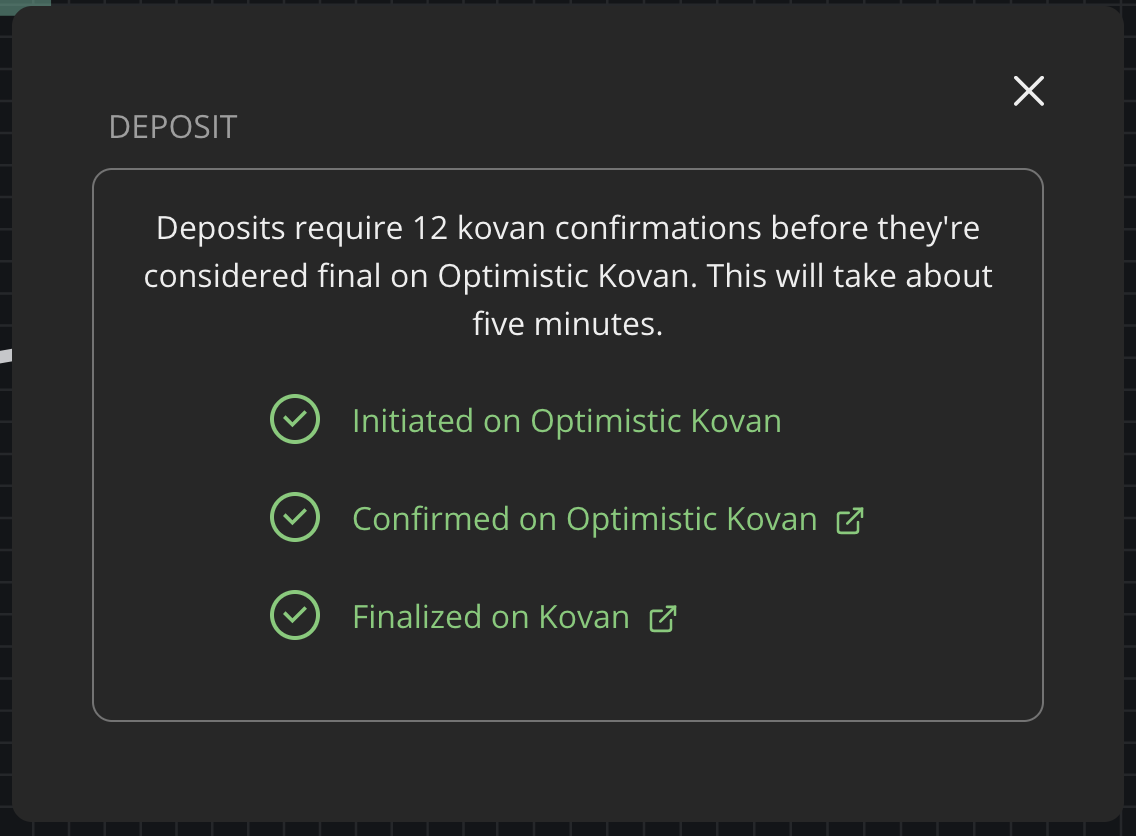 DEPOSIT
Deposits require 12 kovan confirmations before they're
considered final on Optimistic Kovan. This will take about
five minutes.
Initiated on Optimistic Kovan
Confirmed on Optimistic Kovan
Finalized on Kovan